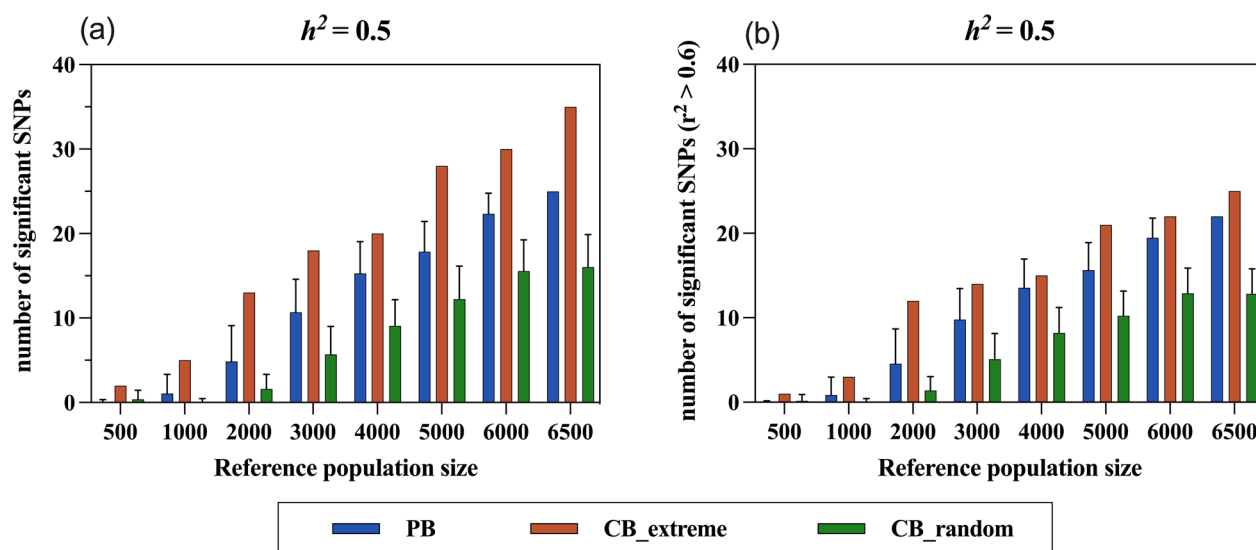 (a)
h² = 0.5
number of significant SNPs
40
30
20
10
0
500 1000 2000 3000 4000 5000 6000 6500
Reference population size
(b)
h² = 0.5
number of significant SNPs (r² > 0.6)
40
30
20
10
0
500 1000 2000 3000 4000 5000 6000 6500
Reference population size
PB CB_extreme CB_random